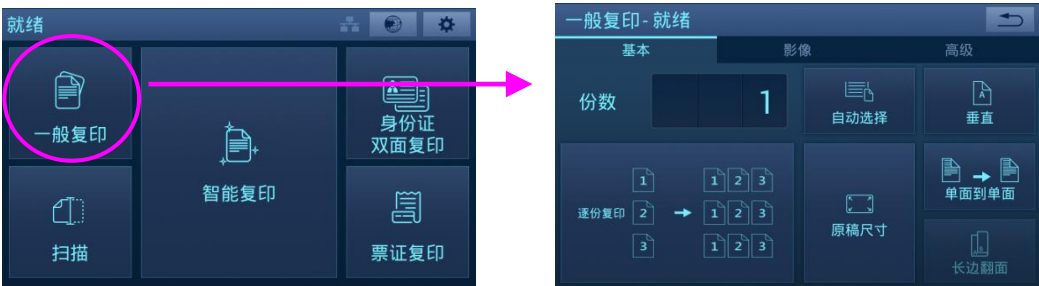 就绪
一般复印
身份证
双面复印
智能复印
扫描
票证复印
一般复印-就绪
基本
影像
高级
份数
1
自动选择
A
垂直
逐份复印
1
2
3
1 2 3
1 2 3
1 2 3
原稿尺寸
单面到单面
长边翻面